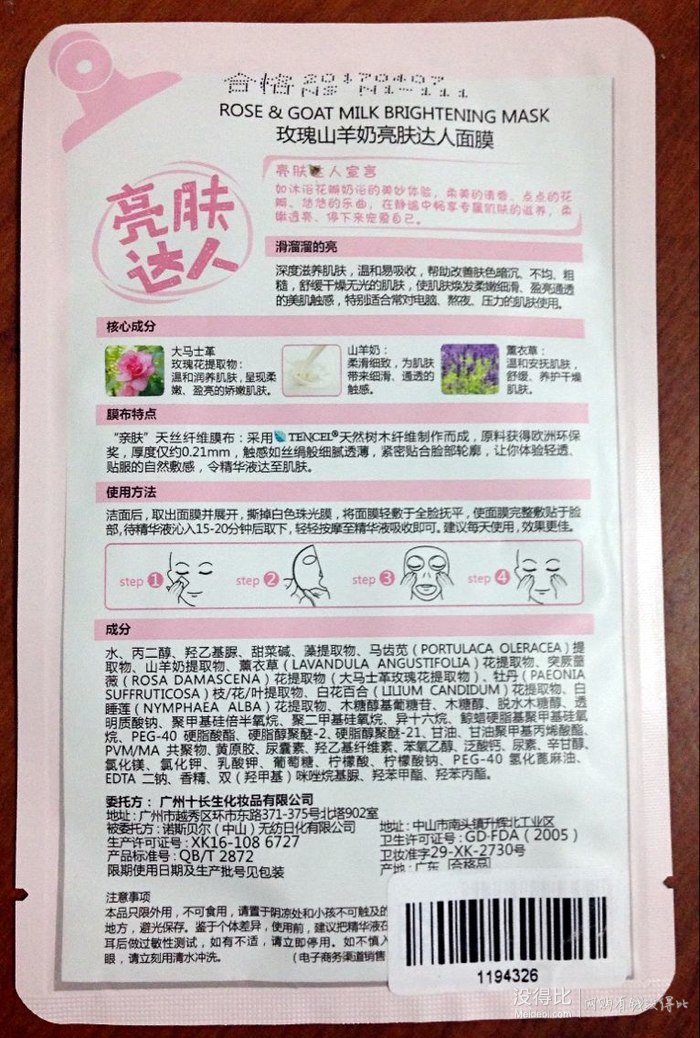 合格 20170407
NS N1-111
ROSE & GOAT MILK BRIGHTENING MASK
玫瑰山羊奶亮肤达人面膜
亮肤
达人
亮肤达人宣言
如沐浴花瓣奶浴的美妙体验，柔美的清香、点点的花
瓣、悠悠的乐曲，在静谧中畅享专属肌肤的滋养，柔
嫩透亮、停下来宠爱自己。
滑溜溜的亮
深度滋养肌肤，温和易吸收，帮助改善肤色暗沉、不均、粗
糙，舒缓干燥无光的肌肤，使肌肤焕发柔嫩细滑、盈亮通透
的美肌触感，特别适合常对电脑、熬夜、压力的肌肤使用。
核心成分
大马士革
玫瑰花提取物：
温和润养肌肤，呈现柔
嫩、盈亮的娇嫩肌肤。
山羊奶：
柔滑细致，为肌肤
带来细滑、通透的
触感。
薰衣草：
温和安抚肌肤，
舒缓、养护干燥
肌肤。
膜布特点
“亲肤”天丝纤维膜布：采用TENCEL®天然树木纤维制作而成，原料获得欧洲环保
奖，厚度仅约0.21mm，触感如丝绢般细腻透薄，紧密贴合脸部轮廓，让你体验轻透、
贴服的自然敷感，令精华液达至肌肤。
使用方法
洁面后，取出面膜并展开，撕掉白色珠光膜，将面膜轻敷于全脸抚平，使面膜完整敷贴于脸
部，待精华液沁入15-20分钟后取下，轻轻按摩至精华液吸收即可。建议每天使用，效果更佳。
step 1 step 2 step 3 step 4
成分
水、丙二醇、羟乙基脲、甜菜碱、藻提取物、马齿苋（PORTULACA OLERACEA）提
取物、山羊奶提取物、薰衣草（LAVANDULA ANGUSTIFOLIA）花提取物、突厥蔷
薇（ROSA DAMASCENA）花提取物（大马士革玫瑰花提取物）、牡丹（PAEONIA
SUFFRUTICOSA）枝/花/叶提取物、白花百合（LILIUM CANDIDUM）花提取物、白
睡莲（NYMPHAEA ALBA）花提取物、木糖醇基葡糖苷、木糖醇、脱水木糖醇、透
明质酸钠、聚甲基硅倍半氧烷、聚二甲基硅氧烷、异十六烷、鲸蜡硬脂基聚甲基硅氧
烷、PEG-40 硬脂酸酯、硬脂醇聚醚-2、硬脂醇聚醚-21、甘油、甘油聚甲基丙烯酸酯、
PVM/MA 共聚物、黄原胶、尿囊素、羟乙基纤维素、苯氧乙醇、泛酸钙、尿素、辛甘醇、
氯化镁、氯化钾、乳酸钾、葡萄糖、柠檬酸、柠檬酸钠、PEG-40 氢化蓖麻油、
EDTA 二钠、香精、双（羟甲基）咪唑烷基脲、羟苯甲酯、羟苯丙酯。
委托方：广州十长生化妆品有限公司
地址：广州市越秀区环市东路371-375号北塔902室
被委托方：诺斯贝尔（中山）无纺日化有限公司
地址：中山市南头镇升辉北工业区
生产许可证号：XK16-108 6727
卫生许可证号：GD·FDA（2005）
产品标准号：QB/T 2872
卫妆准字29-XK-2730号
限期使用日期及生产批号见包装
产地：广东 合格品
注意事项
本品只限外用，不可食用，请置于阴凉处和小孩不可触及的
地方，避光保存。鉴于个体差异，使用前，建议把精华液在
耳后做过敏性测试，如有不适，请立即停用。如不慎入
眼，请立刻用清水冲洗。 （电子商务渠道销售
1194326
没得比
Meidebi.com
网购有我没得比